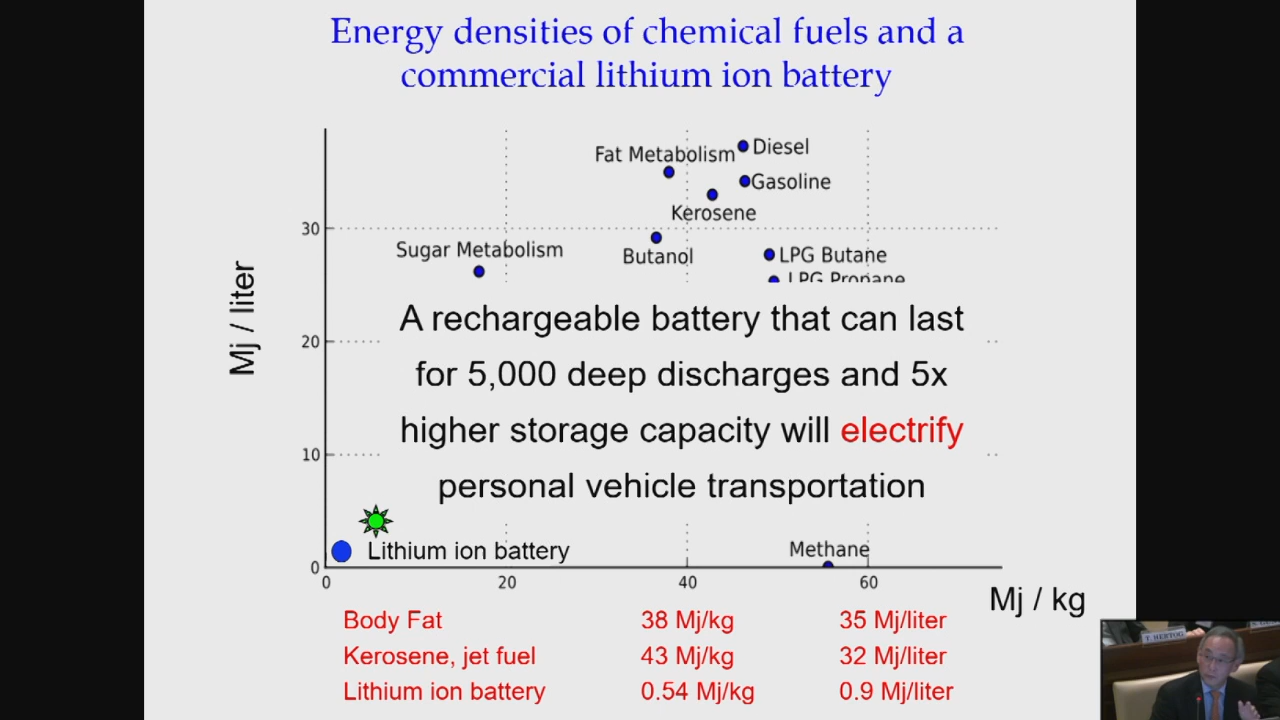 Energy densities of chemical fuels and a
commercial lithium ion battery
Fat Metabolism
Diesel
Gasoline
Kerosene
30
Sugar Metabolism
Butanol
LPG Butane
LPG Propane
Mj / liter
A rechargeable battery that can last
20
for 5,000 deep discharges and 5x
higher storage capacity will electrify
10
personal vehicle transportation
Lithium ion battery
Methane
0
0
20
40
60
Mj / kg
Body Fat 38 Mj/kg 35 Mj/liter
Kerosene, jet fuel 43 Mj/kg 32 Mj/liter
Lithium ion battery 0.54 Mj/kg 0.9 Mj/liter
T. HERTOG